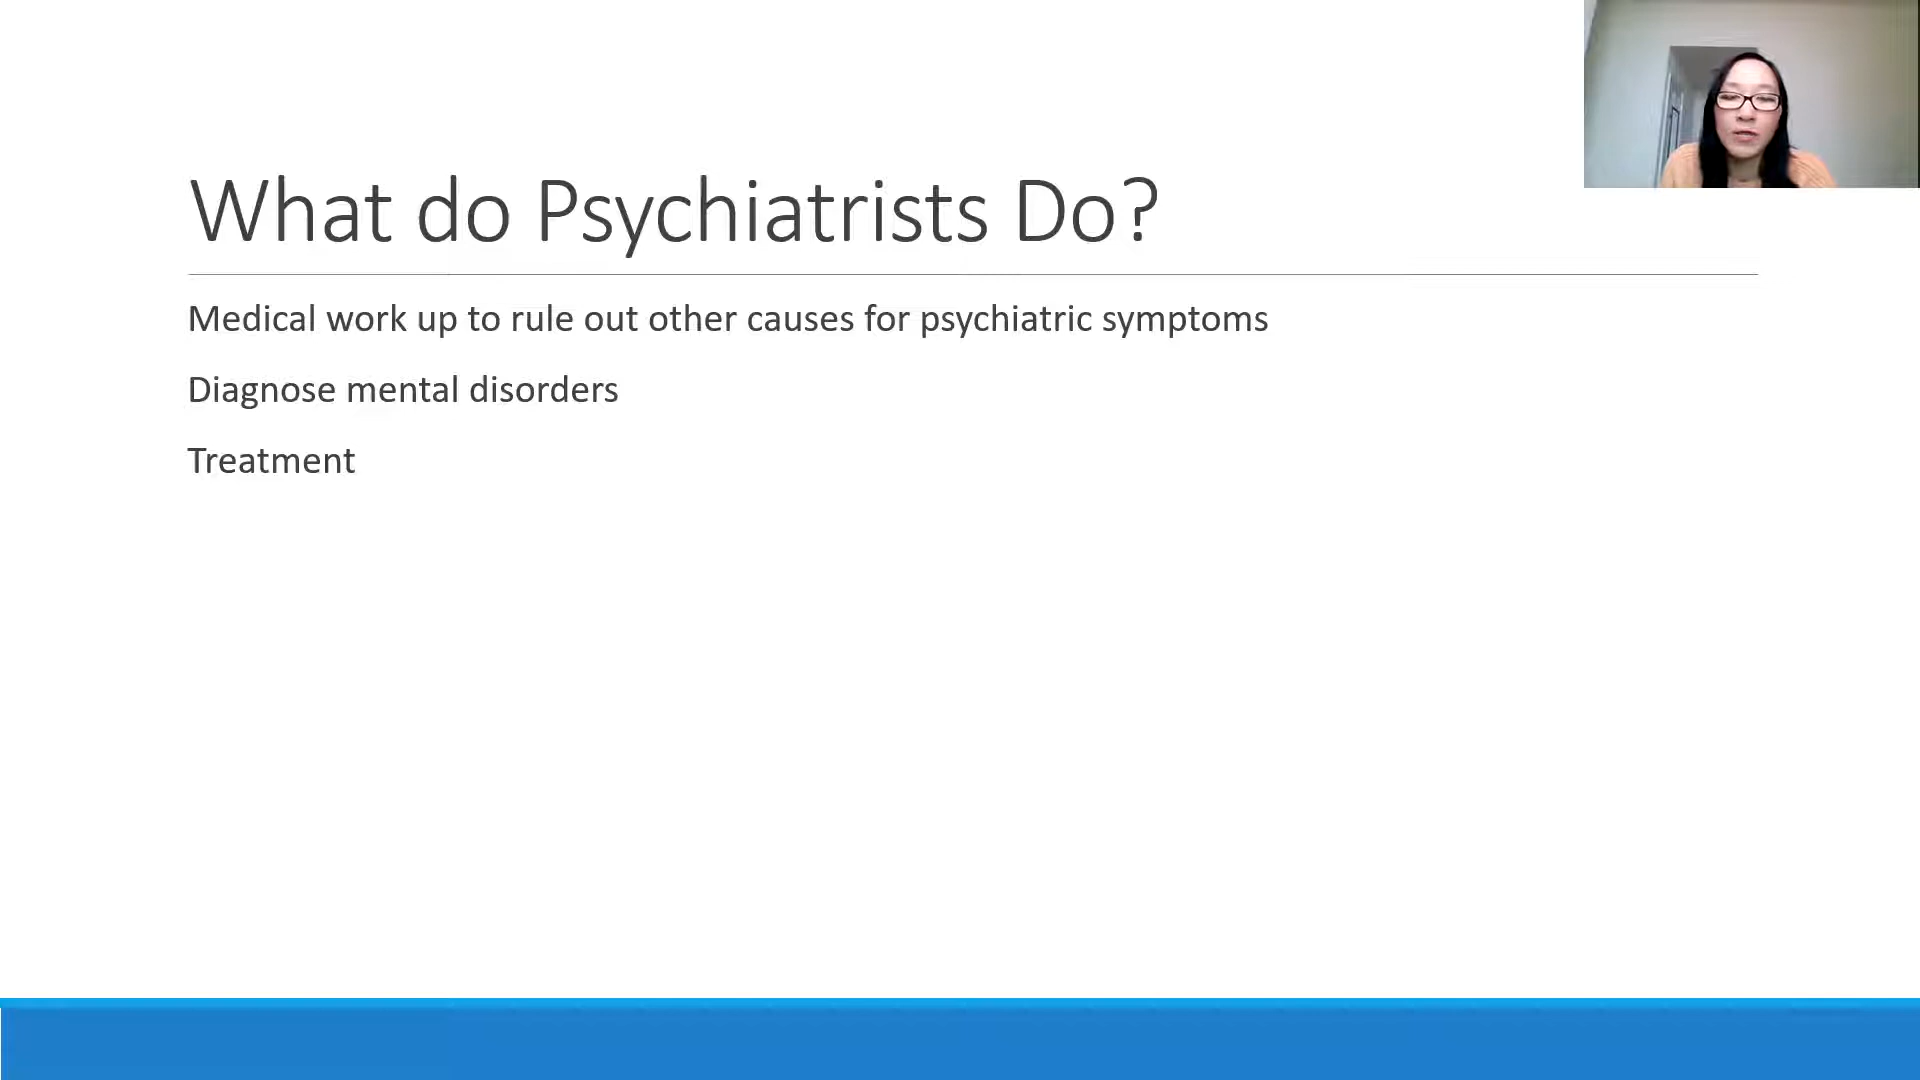 What do Psychiatrists Do?
Medical work up to rule out other causes for psychiatric symptoms
Diagnose mental disorders
Treatment